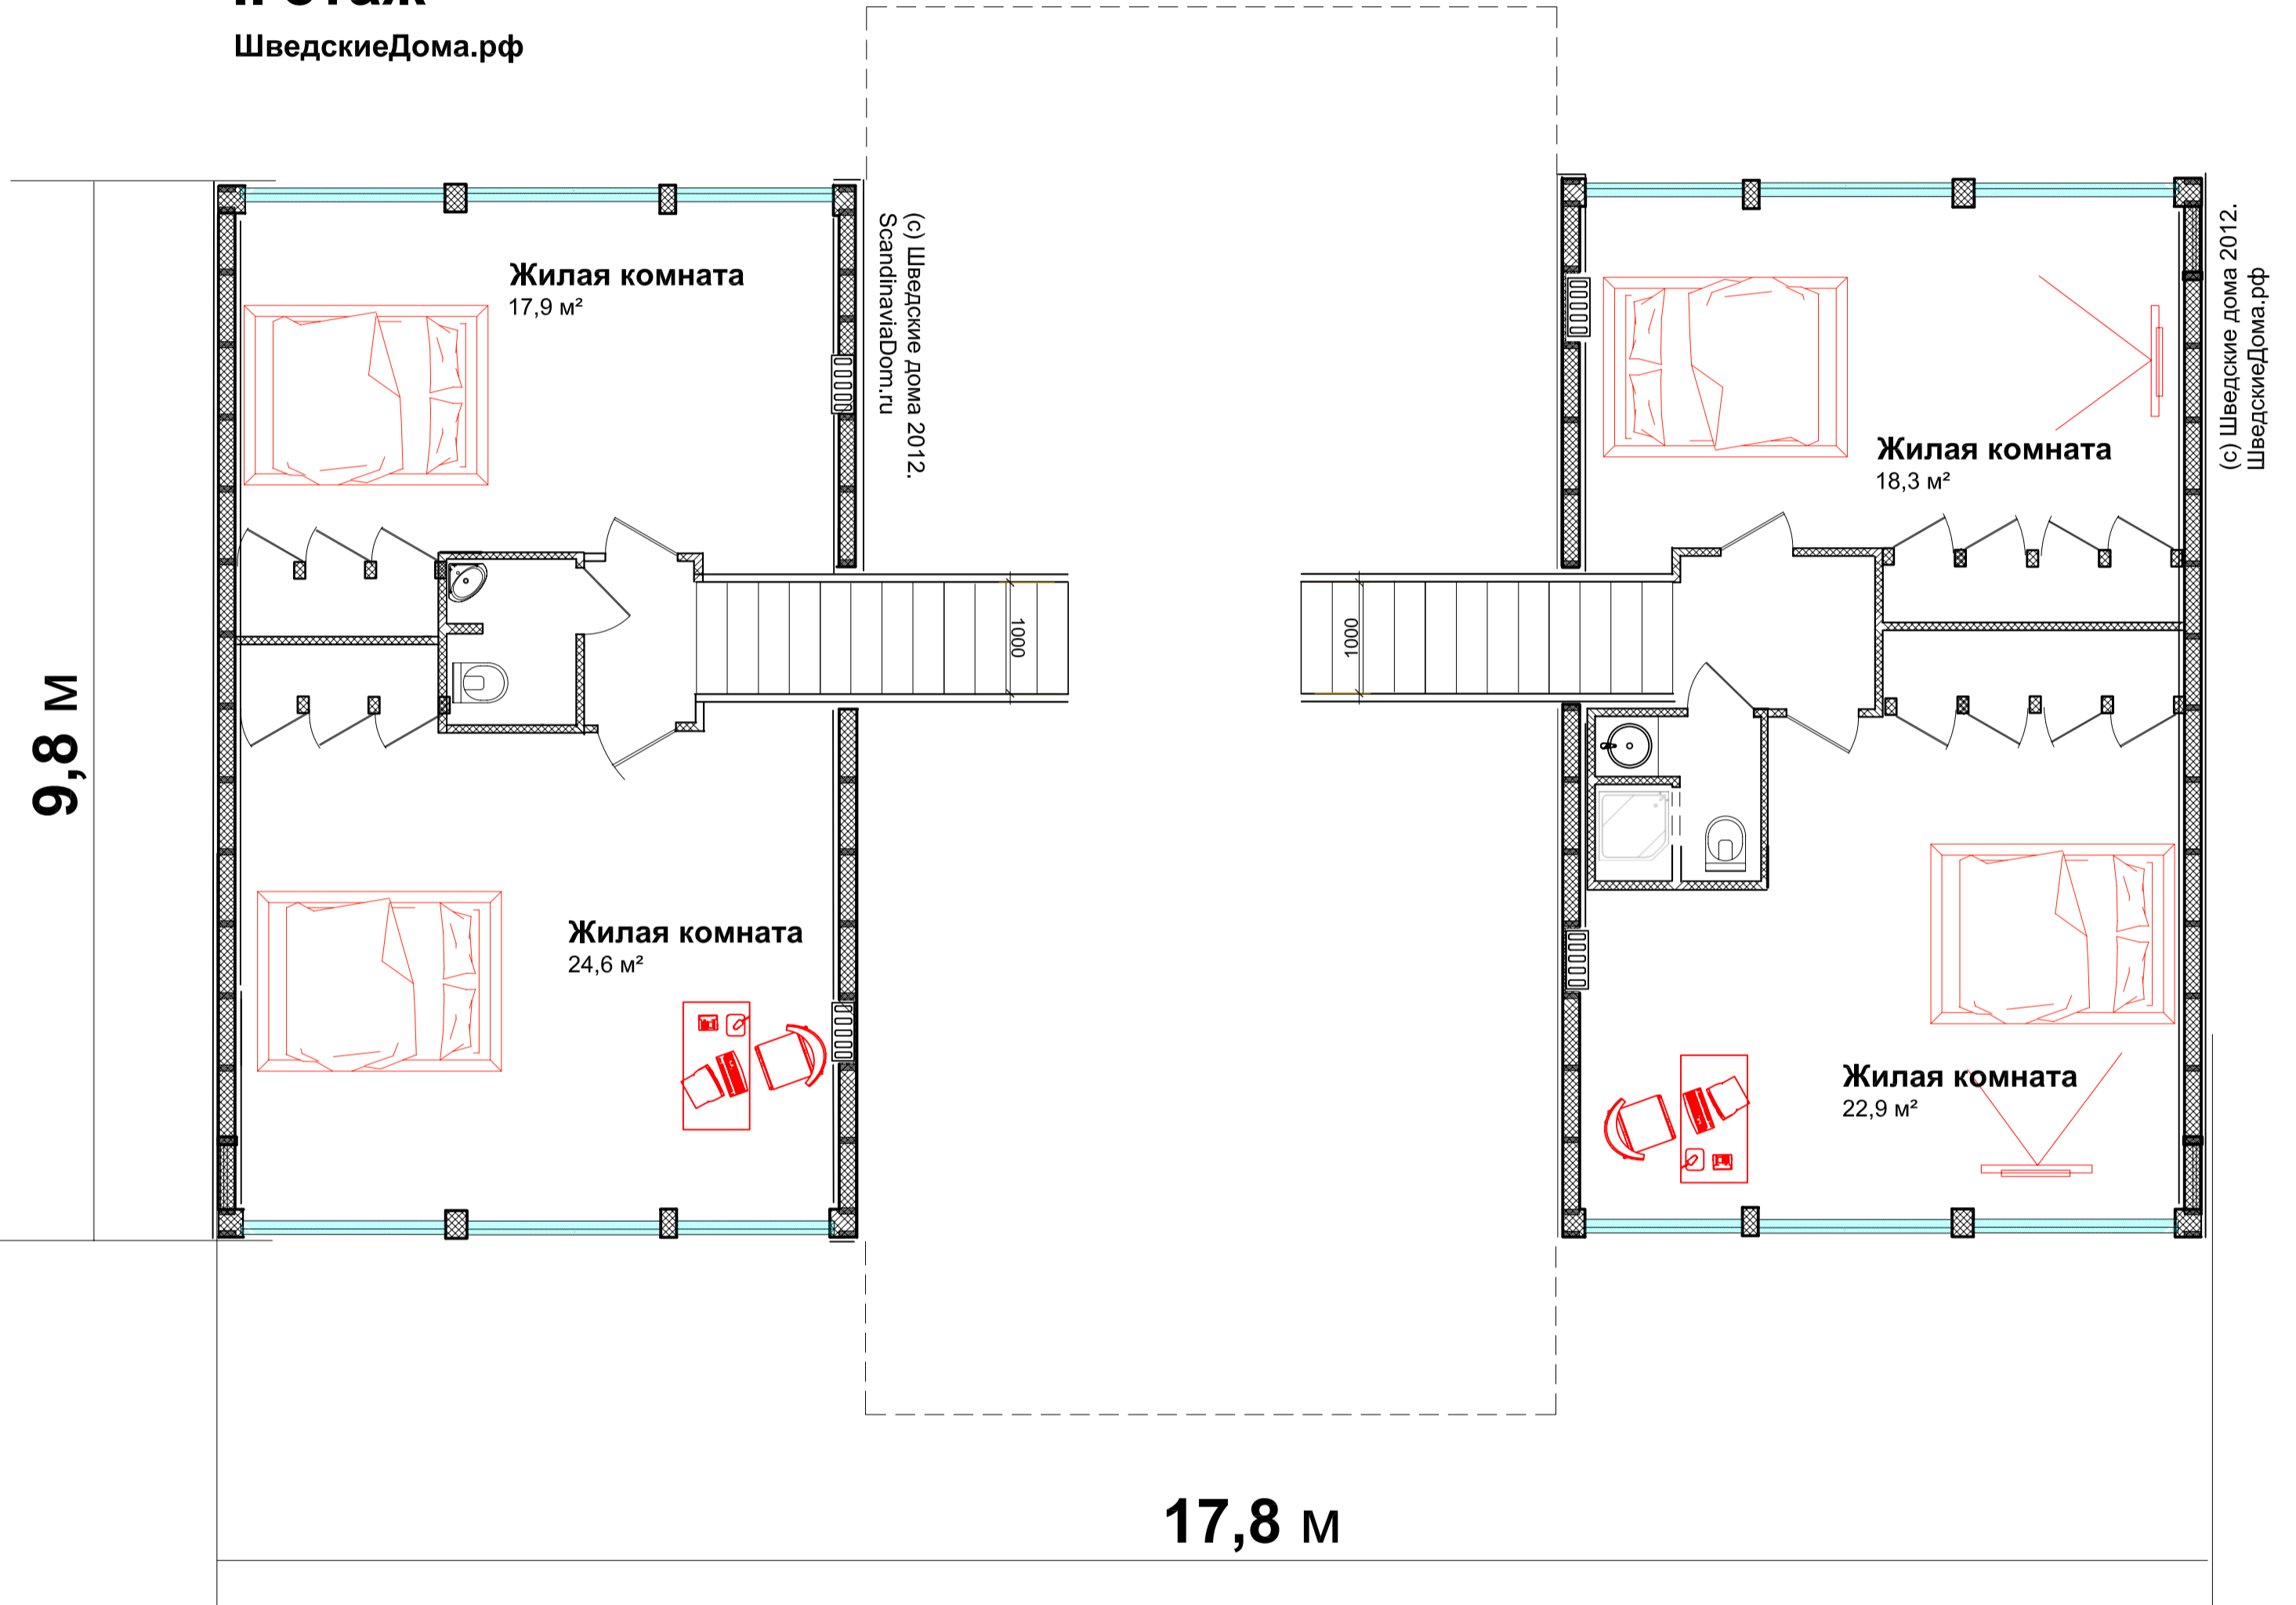 этаж
ШведскиеДома.рф
Жилая комната
17,9 м²
(с) Шведские дома 2012.
ScandinaviaDom.ru
Жилая комната
18,3 м²
(с) Шведские дома 2012.
ШведскиеДома.рф
1000
1000
9,8 м
Жилая комната
24,6 м²
Жилая комната
22,9 м²
17,8 м